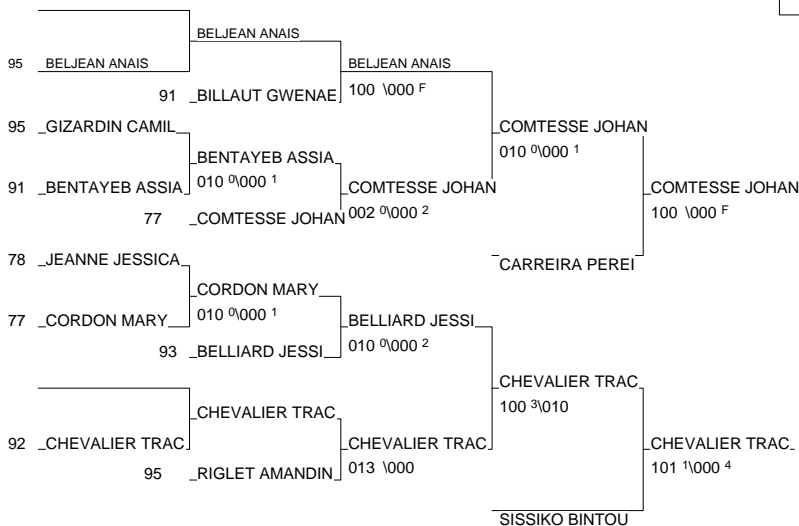 BELJEAN ANAIS
95 BELJEAN ANAIS
BELJEAN ANAIS
91 BILLAUT GWENAE
100 \000 F
95 GIZARDIN CAMIL
COMTESSE JOHAN
010 0\000 1
BENTAYEB ASSIA
010 0\000 1
91 BENTAYEB ASSIA
COMTESSE JOHAN
002 0\000 2
COMTESSE JOHAN
100 \000 F
77 COMTESSE JOHAN
78 JEANNE JESSICA
CARREIRA PEREI
CORDON MARY
010 0\000 1
77 CORDON MARY
BELLIARD JESSI
010 0\000 2
93 BELLIARD JESSI
CHEVALIER TRAC
100 3\010
CHEVALIER TRAC
92 CHEVALIER TRAC
CHEVALIER TRAC
013 \000
CHEVALIER TRAC
101 1\000 4
95 RIGLET AMANDIN
SISSIKO BINTOU